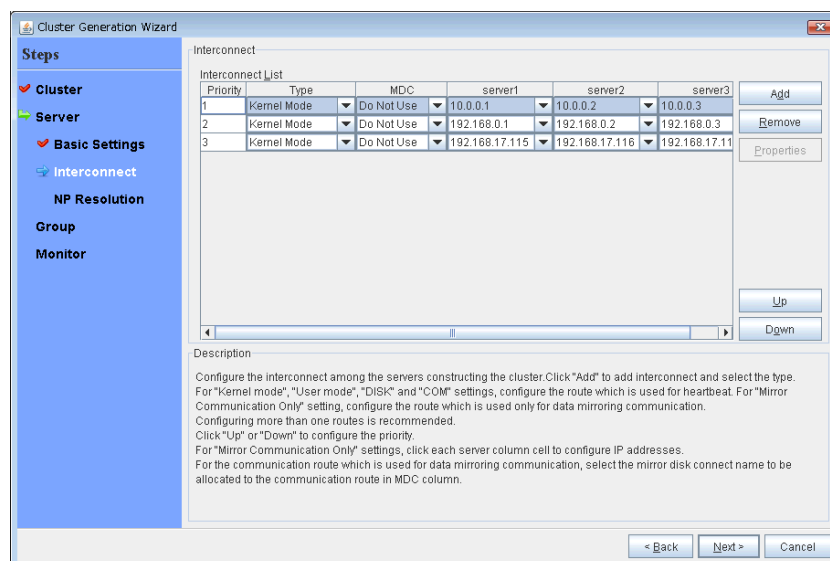 Cluster Generation Wizard
Steps
Cluster
Server
Basic Settings
Interconnect
NP Resolution
Group
Monitor
Interconnect
Interconnect List
Priority Type MDC server1 server2 server3
1 Kernel Mode Do Not Use 10.0.0.1 10.0.0.2 10.0.0.3
2 Kernel Mode Do Not Use 192.168.0.1 192.168.0.2 192.168.0.3
3 Kernel Mode Do Not Use 192.168.17.115 192.168.17.116 192.168.17.11
Add
Remove
Properties
Up
Down
Description
Configure the interconnect among the servers constructing the cluster.Click "Add" to add interconnect and select the type.
For "Kernel mode", "User mode", "DISK" and "COM" settings, configure the route which is used for heartbeat. For "Mirror
Communication Only" setting, configure the route which is used only for data mirroring communication.
Configuring more than one routes is recommended.
Click "Up" or "Down" to configure the priority.
For "Mirror Communication Only" settings, click each server column cell to configure IP addresses.
For the communication route which is used for data mirroring communication, select the mirror disk connect name to be
allocated to the communication route in MDC column.
< Back Next > Cancel